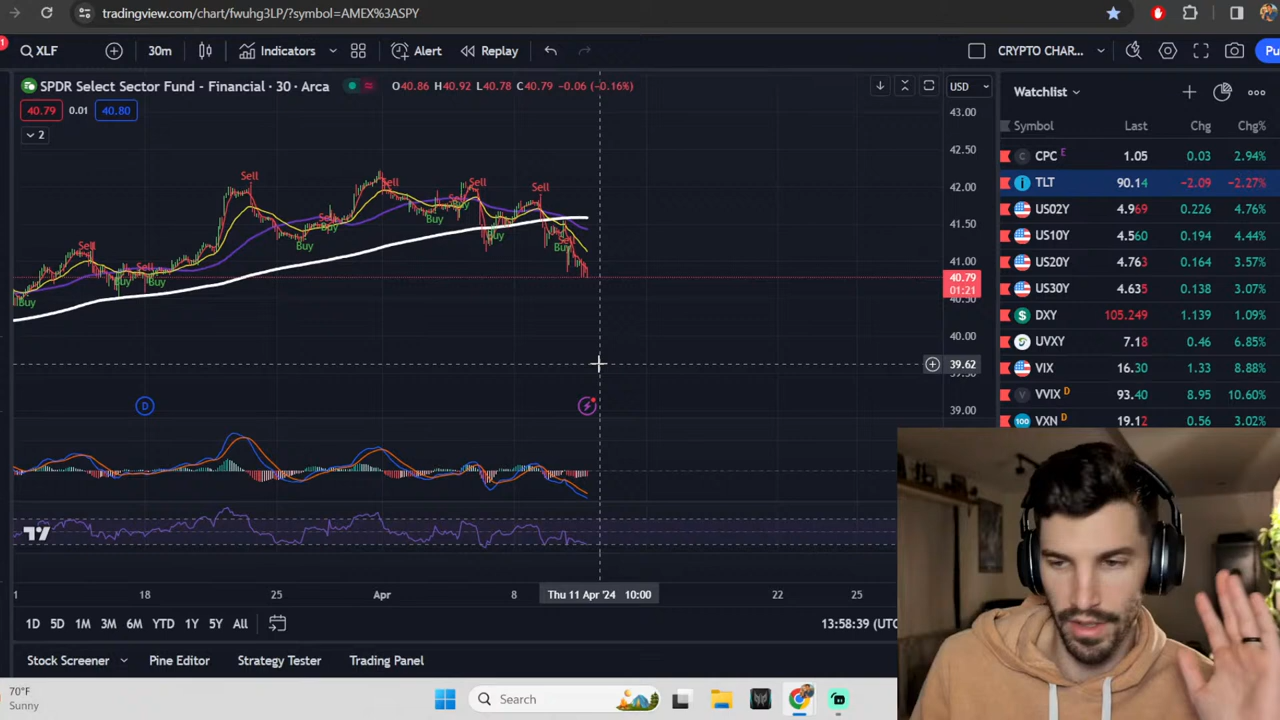 tradingview.com/chart/fwuhg3LP/?symbol=AMEX%3ASPY
XLF 30m Indicators Alert Replay CRYPTO CHAR... Pu
SPDR Select Sector Fund - Financial · 30 · Arca O40.86 H40.92 L40.78 C40.79 -0.06 (-0.16%) USD
40.79 0.01 40.80
2
43.00
42.50
42.00
41.50
41.00
40.79
01:21
40.50
40.00
39.62
39.50
39.00
Sell
Sell
Sell
Sell
Sell
Sell
Sell
Sell
Sell
Buy
Buy
Buy
Buy
Buy
Buy
Buy
Buy
D
1 18 25 Apr 8 Thu 11 Apr '24 10:00 22 25
1D 5D 1M 3M 6M YTD 1Y 5Y All 13:58:39 (UTC
Stock Screener Pine Editor Strategy Tester Trading Panel
Watchlist
Symbol Last Chg Chg%
CPC E 1.05 0.03 2.94%
TLT 90.14 −2.09 −2.27%
US02Y 4.969 0.226 4.76%
US10Y 4.560 0.194 4.44%
US20Y 4.763 0.164 3.57%
US30Y 4.635 0.138 3.07%
DXY 105.249 1.139 1.09%
UVXY 7.18 0.46 6.85%
VIX 16.30 1.33 8.88%
VVIX D 93.40 8.95 10.60%
VXN D 19.12 0.56 3.02%
70°F
Sunny
Search